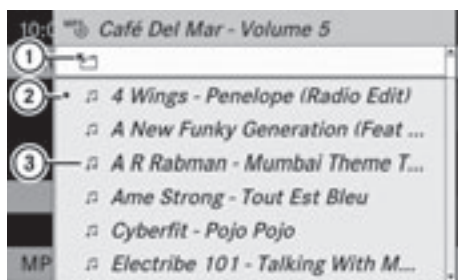 10:0 MP3 Café Del Mar - Volume 5
1
2 4 Wings - Penelope (Radio Edit)
A New Funky Generation (Feat ...
3 A R Rabman - Mumbai Theme T...
Ame Strong - Tout Est Bleu
Cyberfit - Pojo Pojo
MP Electribe 101 - Talking With M...